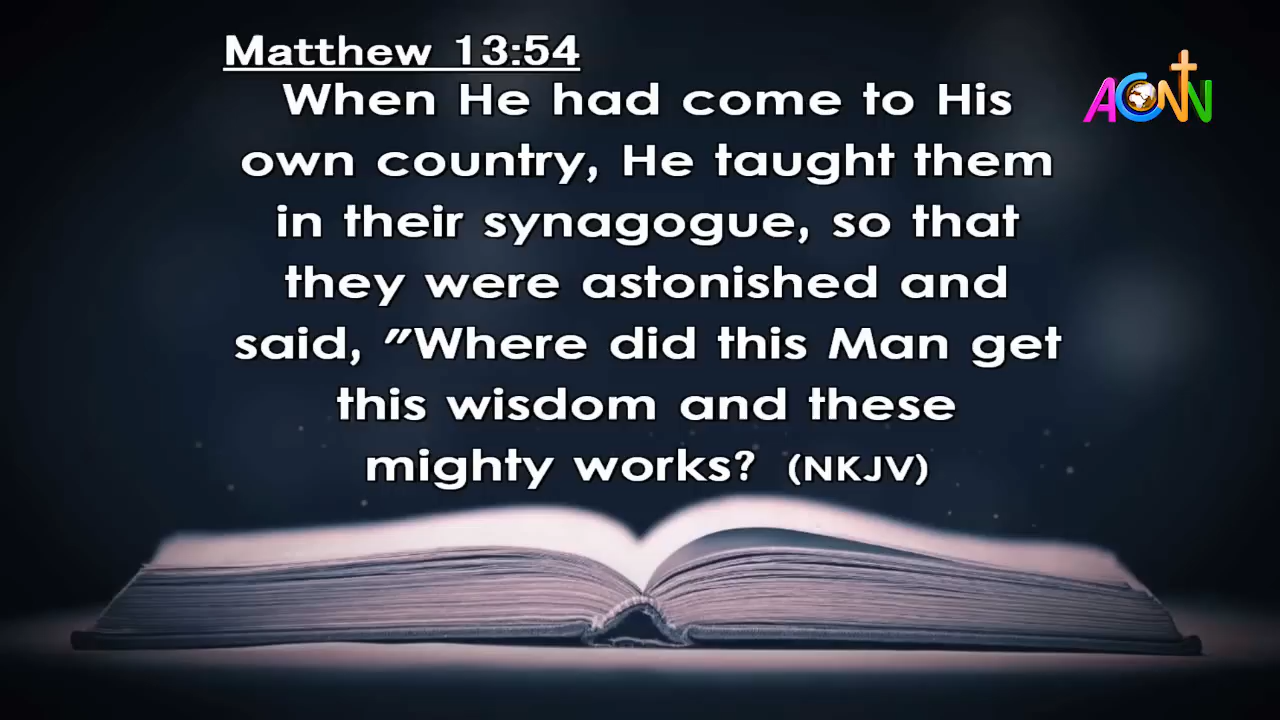 Matthew 13:54
ACNN
When He had come to His
own country, He taught them
in their synagogue, so that
they were astonished and
said, "Where did this Man get
this wisdom and these
mighty works? (NKJV)